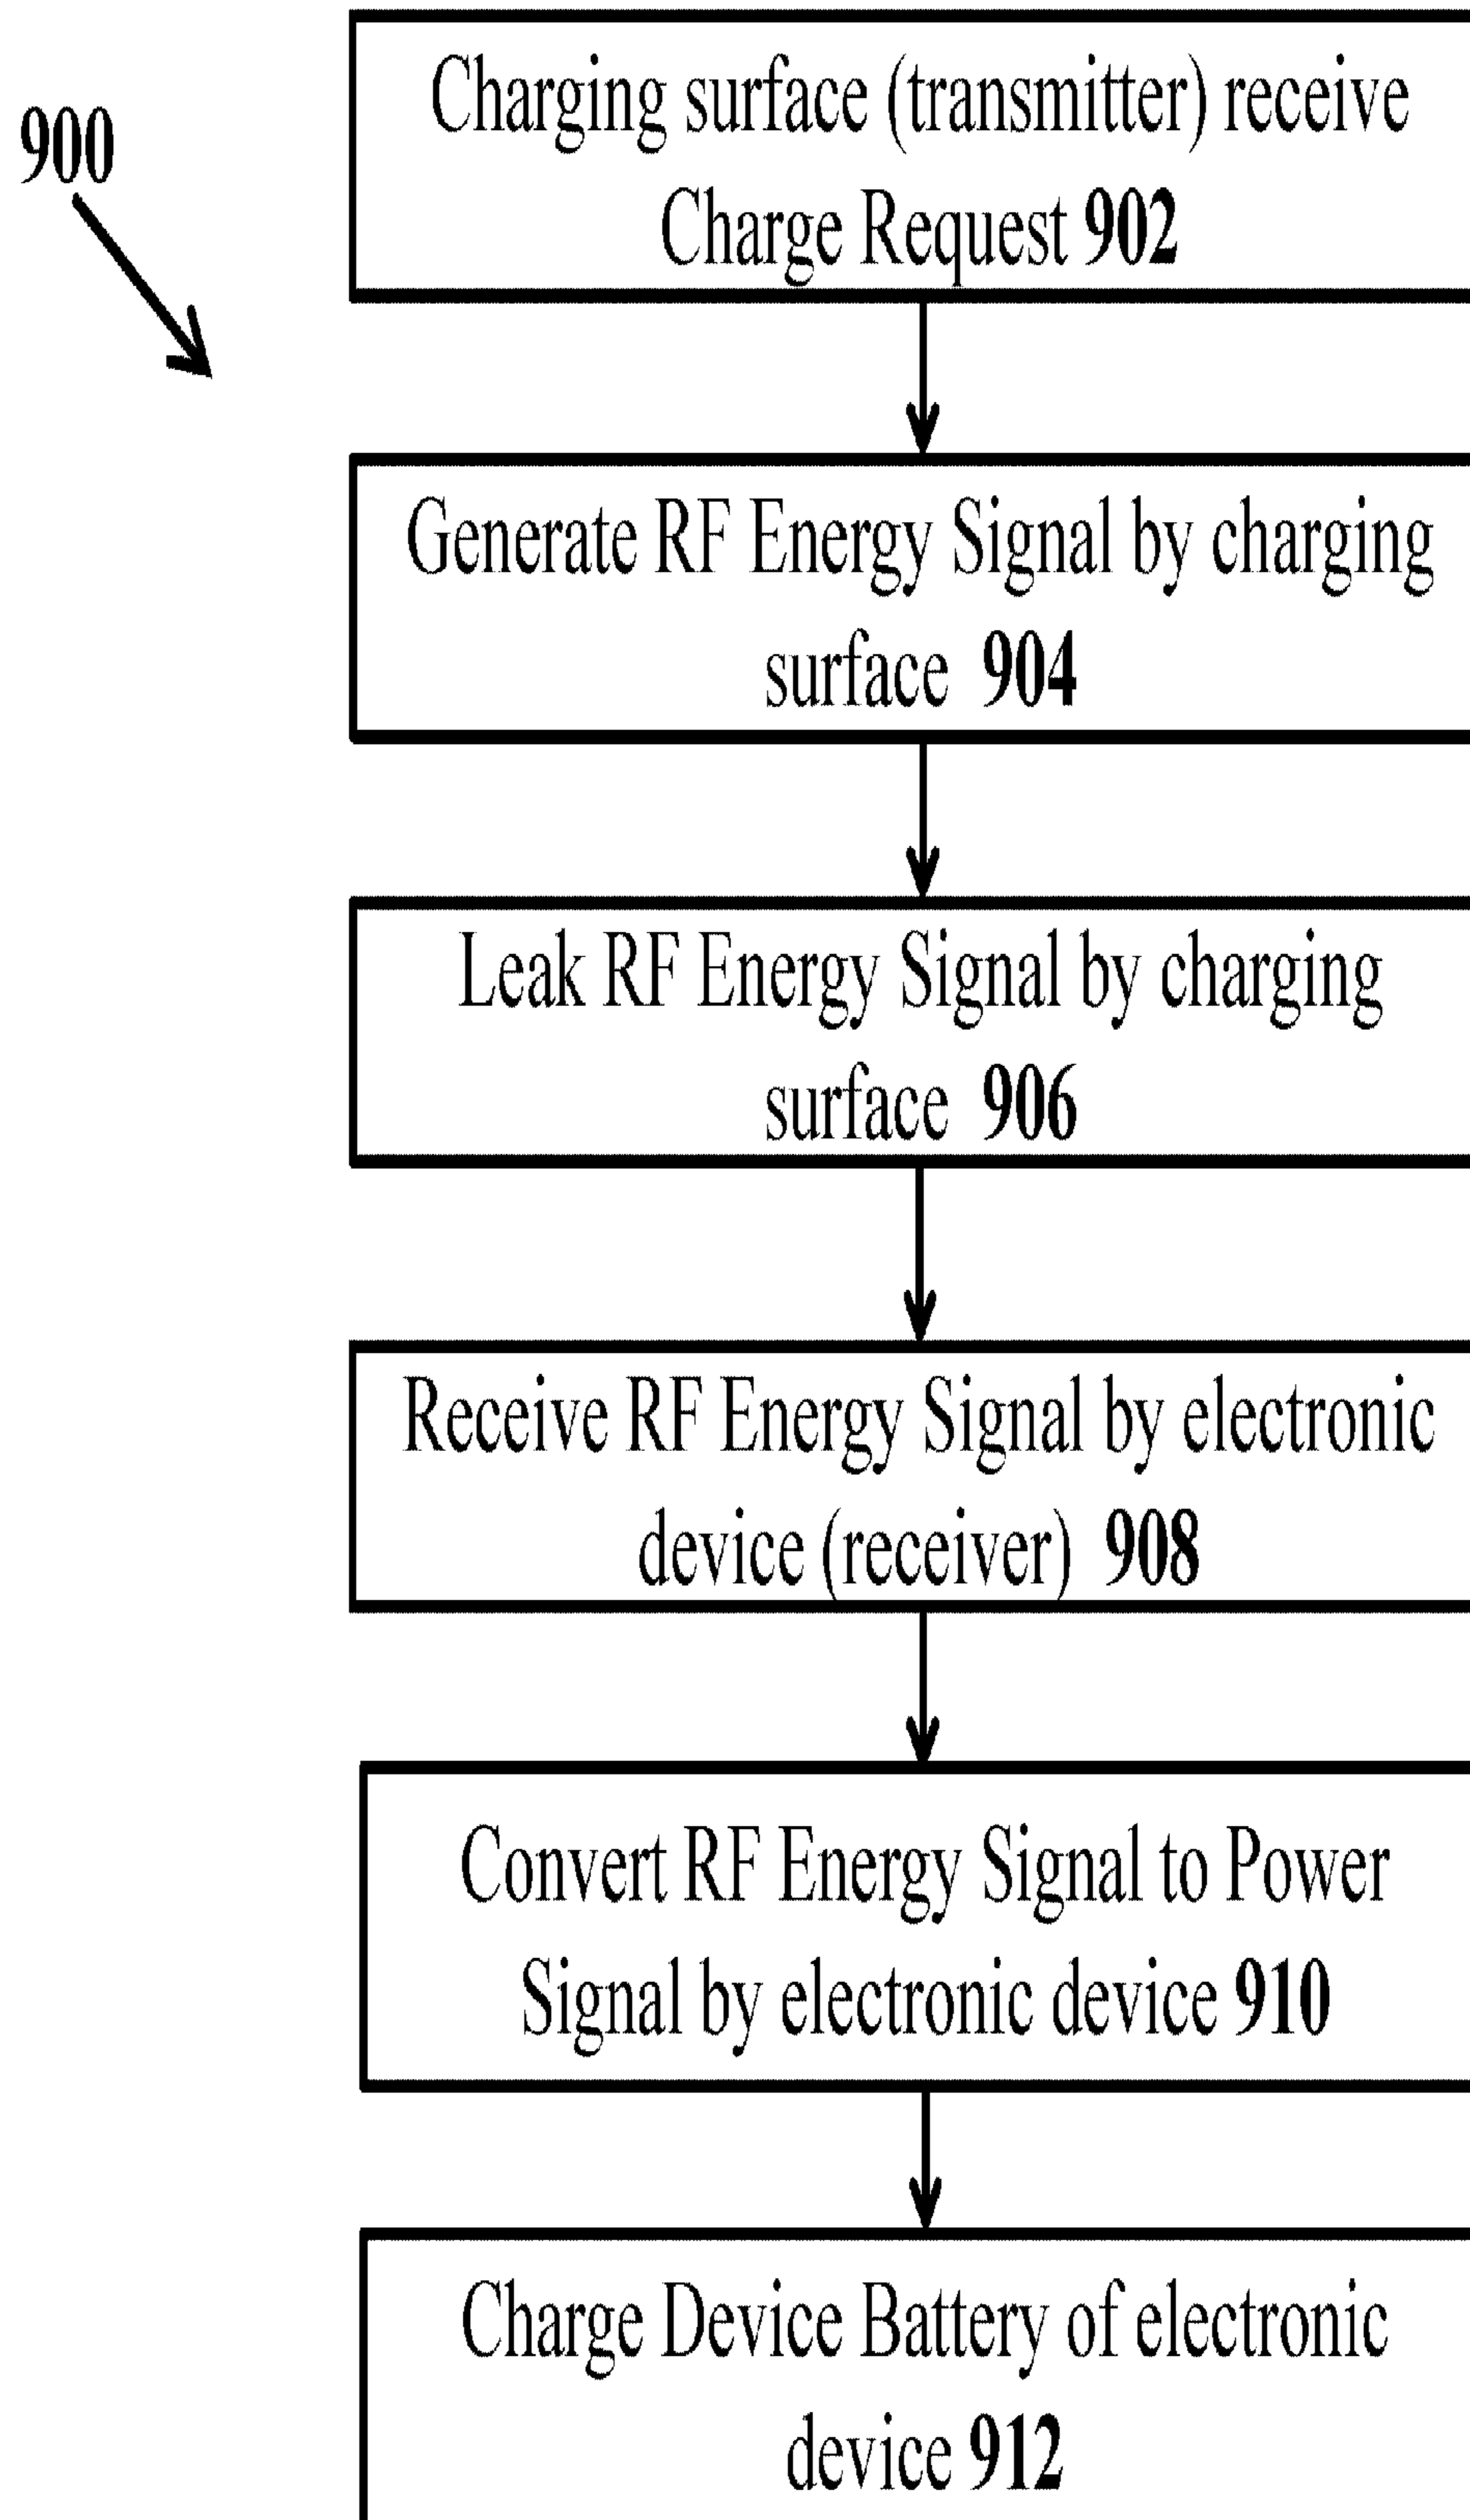 900
Charging surface (transmitter) receive
Charge Request 902
Generate RF Energy Signal by charging
surface 904
Leak RF Energy Signal by charging
surface 906
Receive RF Energy Signal by electronic
device (receiver) 908
Convert RF Energy Signal to Power
Signal by electronic device 910
Charge Device Battery of electronic
device 912